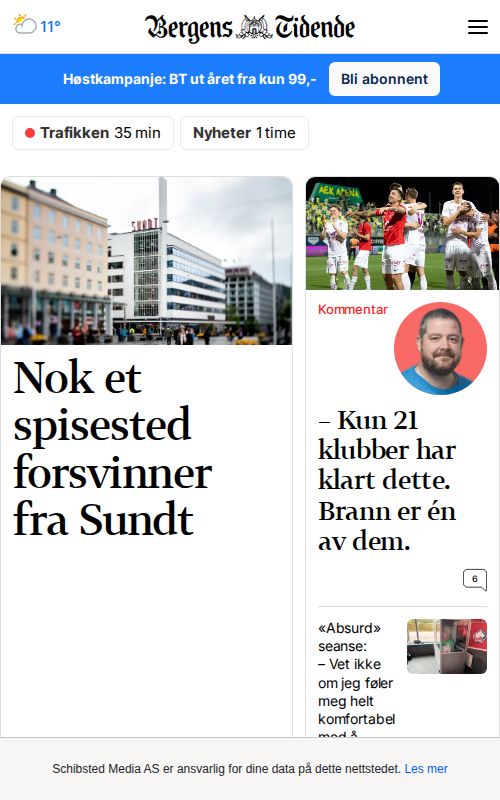 11°
Bergens Tidende
Høstkampanje: BT ut året fra kun 99,-
Bli abonnent
Trafikken 35 min
Nyheter 1 time
SUNDT
Nok et
spisested
forsvinner
fra Sundt
AEK ARENA
Kommentar
– Kun 21
klubber har
klart dette.
Brann er én
av dem.
6
«Absurd»
seanse:
– Vet ikke
om jeg føler
meg helt
komfortabel
med å
Schibsted Media AS er ansvarlig for dine data på dette nettstedet. Les mer